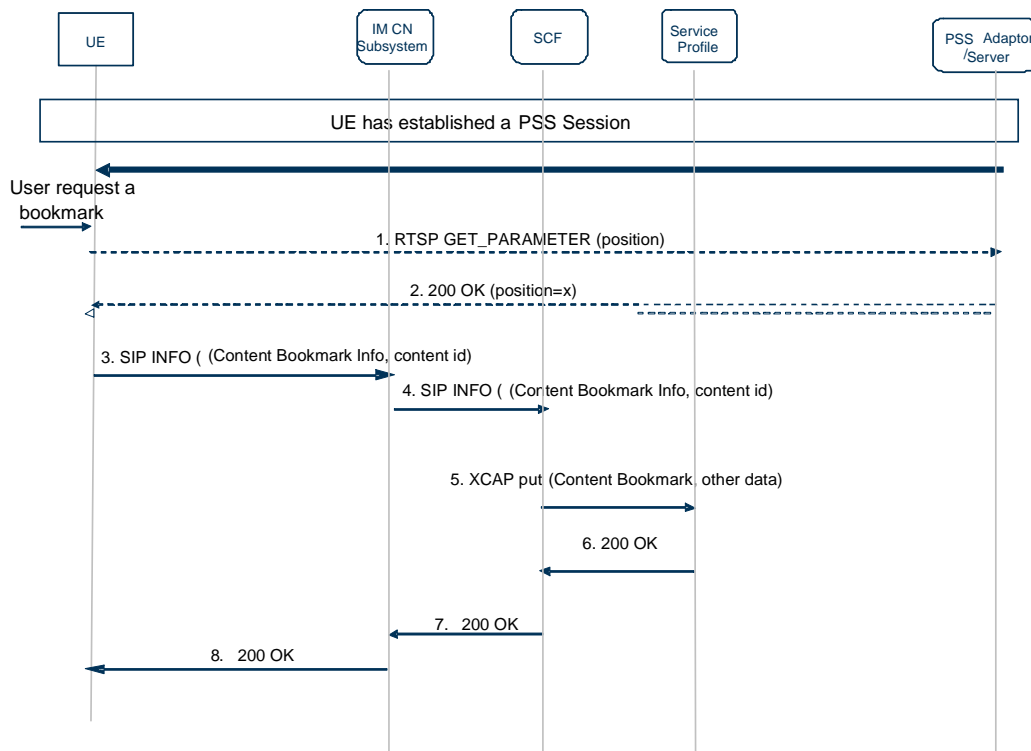 UE
IM CN
Subsystem
SCF
Service
Profile
PSS Adaptor
/Server
UE has established a PSS Session
User request a
bookmark
1. RTSP GET_PARAMETER (position)
2. 200 OK (position=x)
3. SIP INFO ( (Content Bookmark Info, content id)
4. SIP INFO ( (Content Bookmark Info, content id)
5. XCAP put (Content Bookmark, other data)
6. 200 OK
7. 200 OK
8. 200 OK